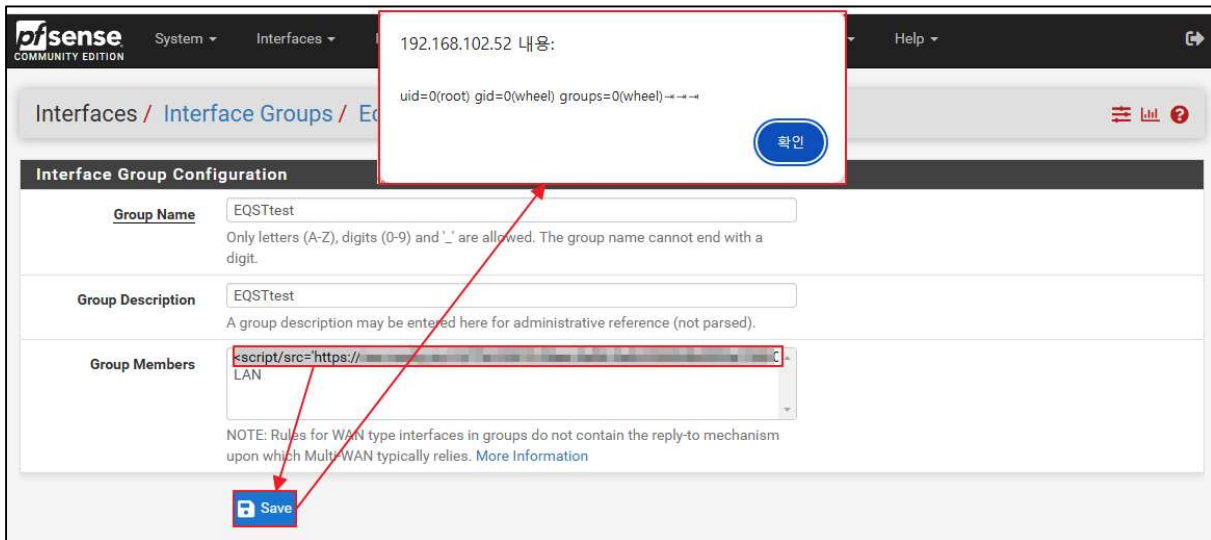 pfsense
COMMUNITY EDITION
System
Interfaces
Help
192.168.102.52 내용:
uid=0(root) gid=0(wheel) groups=0(wheel)→→→
확인
Interfaces / Interface Groups /
Interface Group Configuration
Group Name
EQSTtest
Only letters (A-Z), digits (0-9) and '_' are allowed. The group name cannot end with a
digit.
Group Description
EQSTtest
A group description may be entered here for administrative reference (not parsed).
Group Members
<script/src='https://
LAN
NOTE: Rules for WAN type interfaces in groups do not contain the reply-to mechanism
upon which Multi-WAN typically relies. More Information
Save